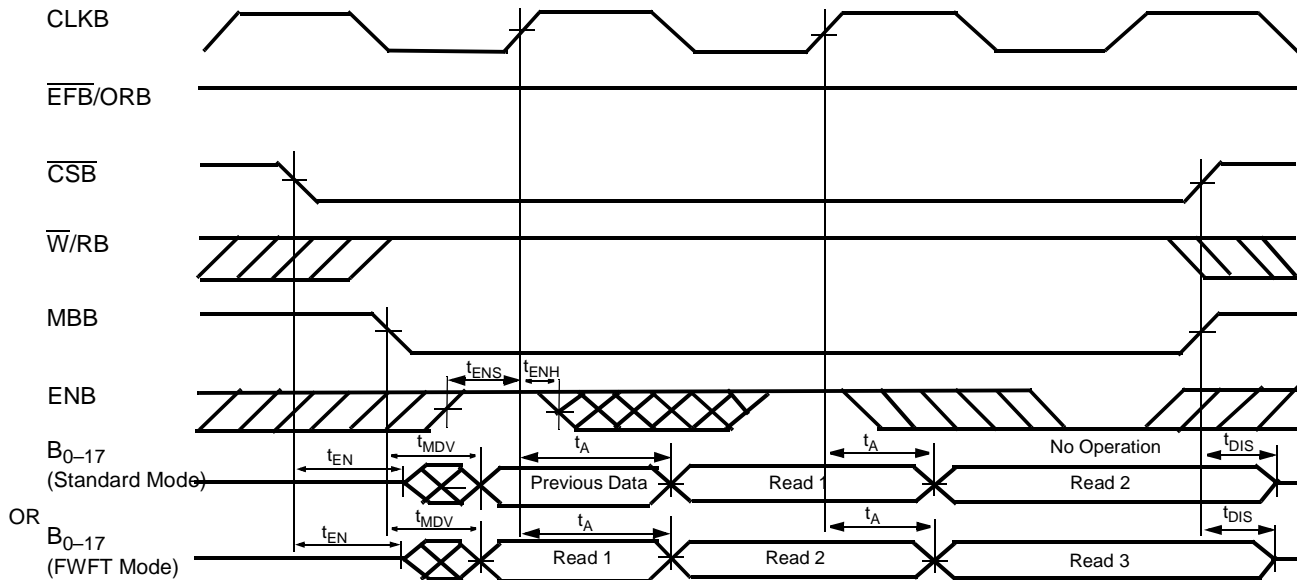 CLKB
EFB/ORB
CSB
W/RB
MBB
tENS tENH
ENB
B0–17
(Standard Mode)
tEN tMDV tA tA No Operation tDIS
Previous Data Read 1 Read 2
OR
B0–17
(FWFT Mode)
tEN tMDV tA tA tDIS
Read 1 Read 2 Read 3